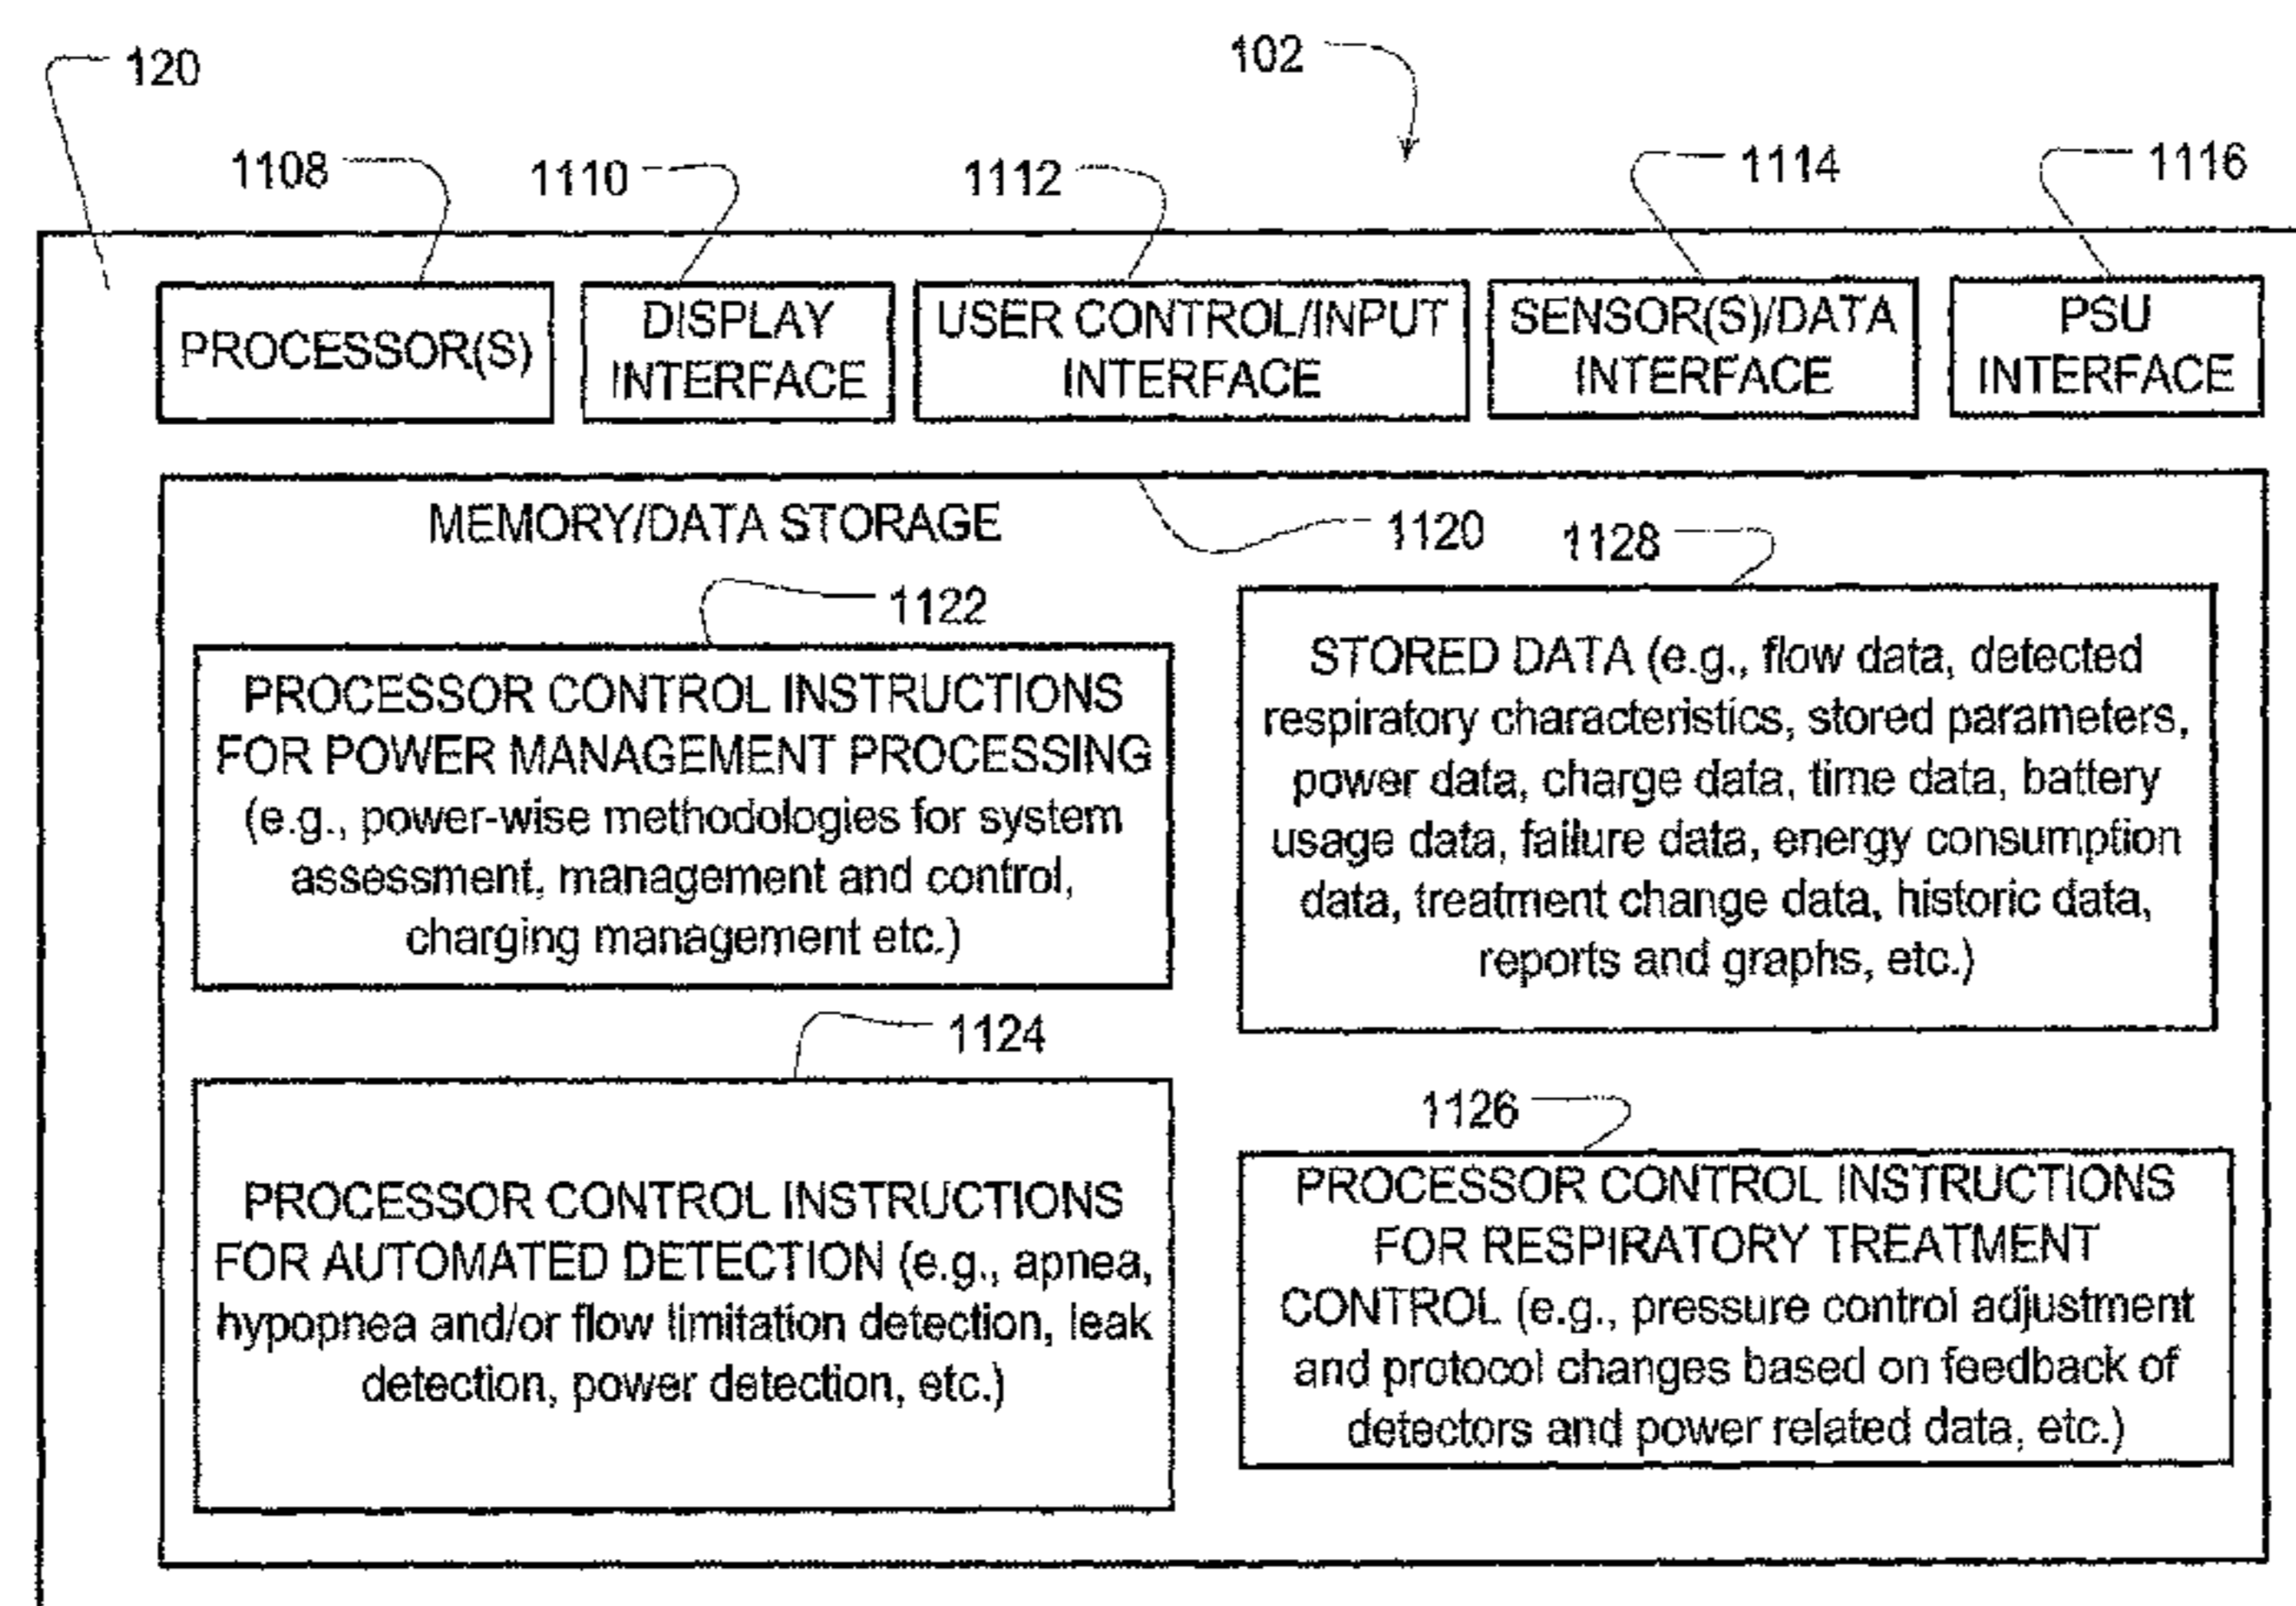 120
102
1108
1110
1112
1114
1116
PROCESSOR(S)
DISPLAY
INTERFACE
USER CONTROL/INPUT
INTERFACE
SENSOR(S)/DATA
INTERFACE
PSU
INTERFACE
MEMORY/DATA STORAGE
1120
1128
1122
PROCESSOR CONTROL INSTRUCTIONS
FOR POWER MANAGEMENT PROCESSING
(e.g., power-wise methodologies for system
assessment, management and control,
charging management etc.)
STORED DATA (e.g., flow data, detected
respiratory characteristics, stored parameters,
power data, charge data, time data, battery
usage data, failure data, energy consumption
data, treatment change data, historic data,
reports and graphs, etc.)
1124
PROCESSOR CONTROL INSTRUCTIONS
FOR AUTOMATED DETECTION (e.g., apnea,
hypopnea and/or flow limitation detection, leak
detection, power detection, etc.)
1126
PROCESSOR CONTROL INSTRUCTIONS
FOR RESPIRATORY TREATMENT
CONTROL (e.g., pressure control adjustment
and protocol changes based on feedback of
detectors and power related data, etc.)